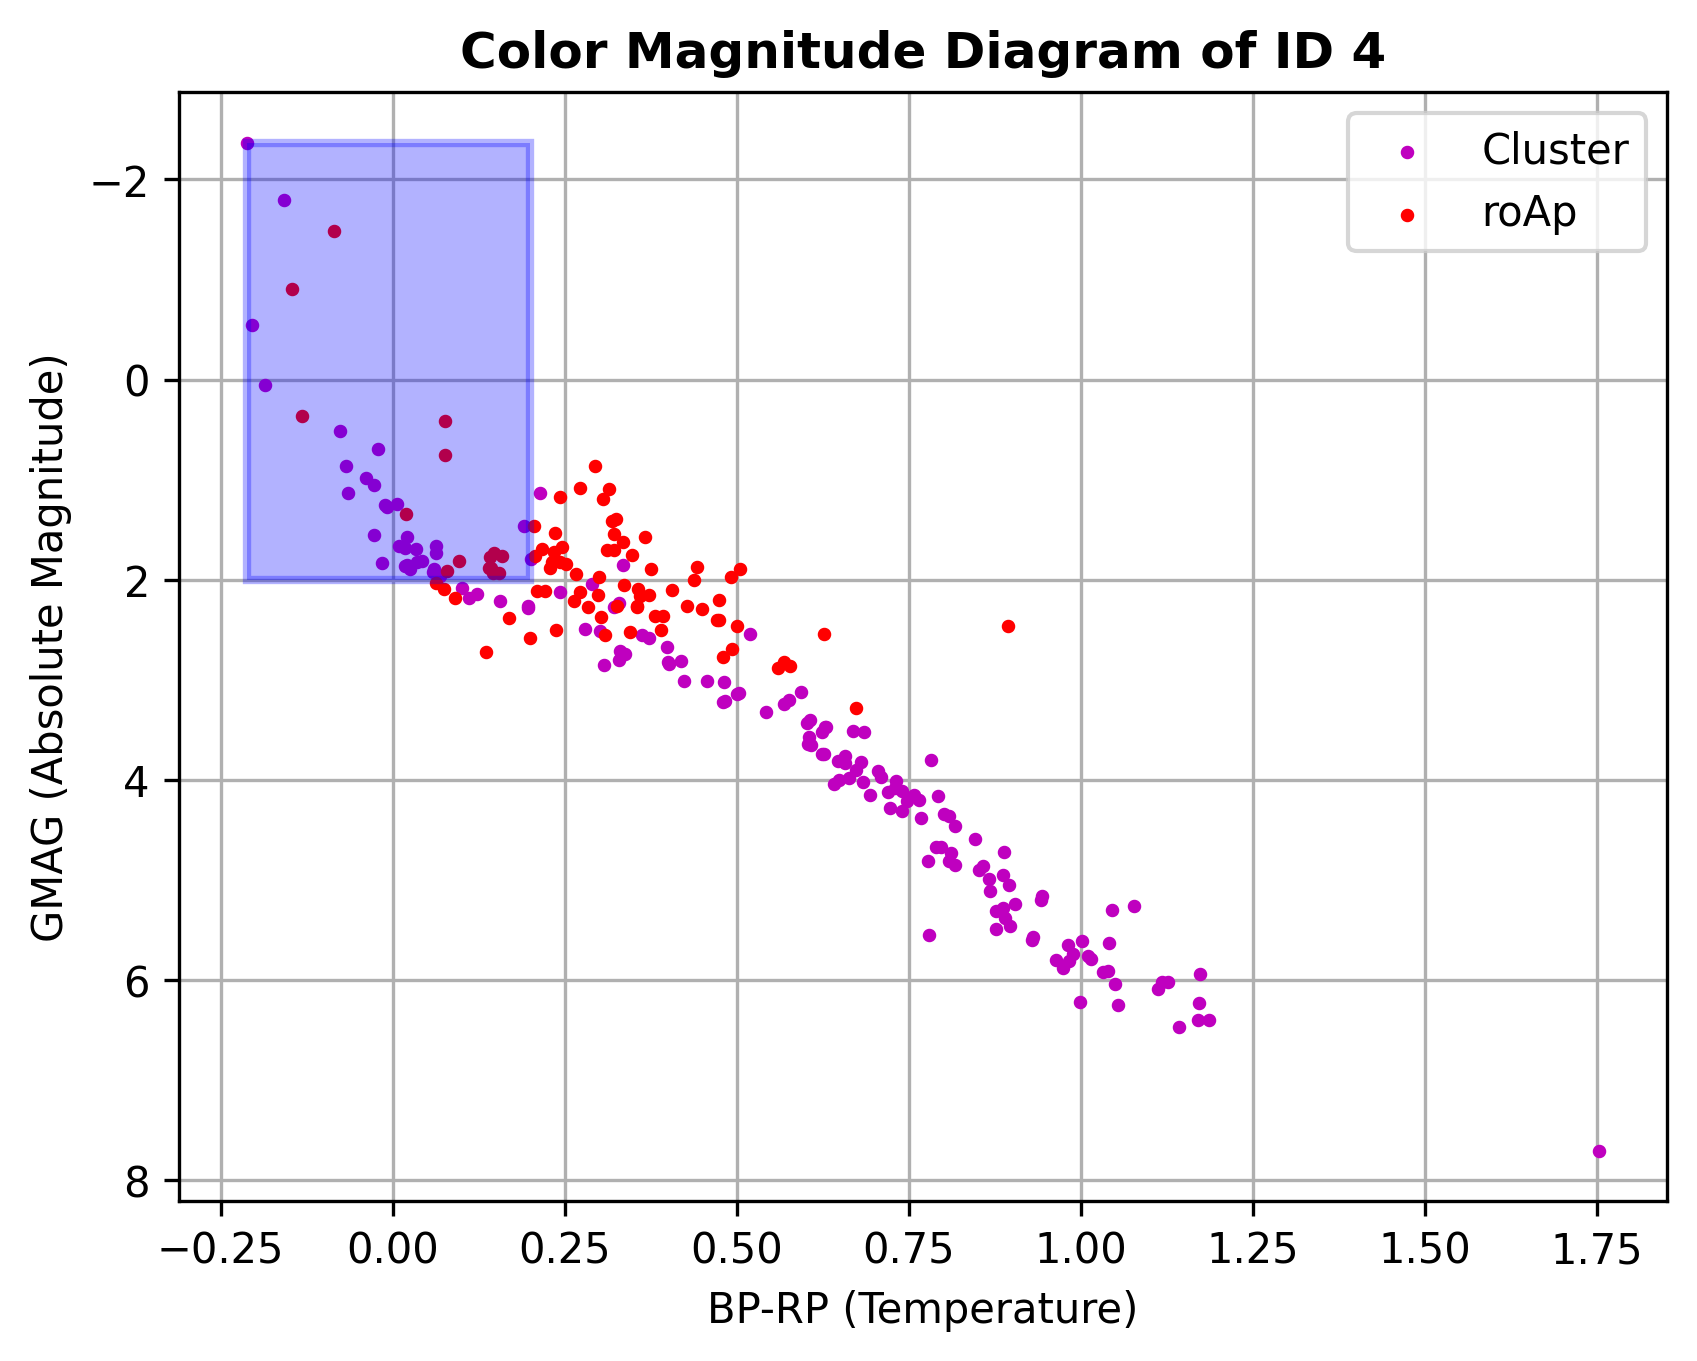 Color Magnitude Diagram of ID 4
Cluster
roAp
GMAG (Absolute Magnitude)
−2
0
2
4
6
8
−0.25 0.00 0.25 0.50 0.75 1.00 1.25 1.50 1.75
BP-RP (Temperature)